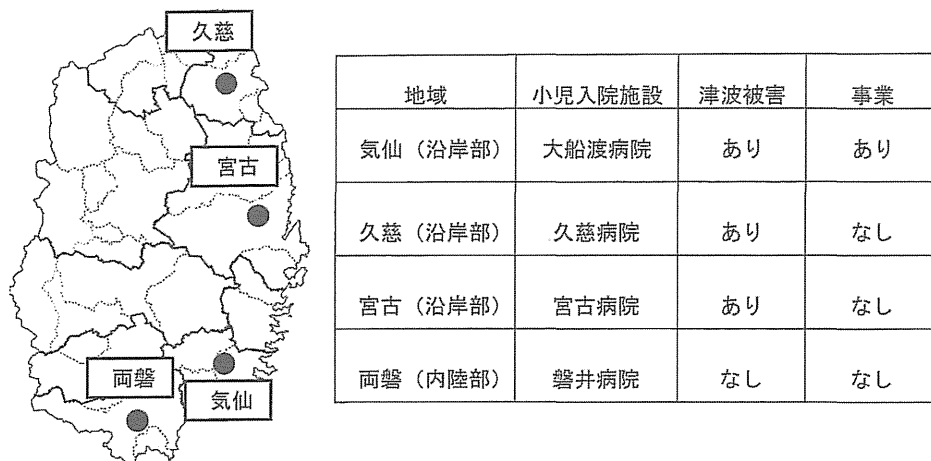 久慈
宮古
両磐
気仙
地域 小児入院施設 津波被害 事業
気仙（沿岸部） 大船渡病院 あり あり
久慈（沿岸部） 久慈病院 あり なし
宮古（沿岸部） 宮古病院 あり なし
両磐（内陸部） 磐井病院 なし なし